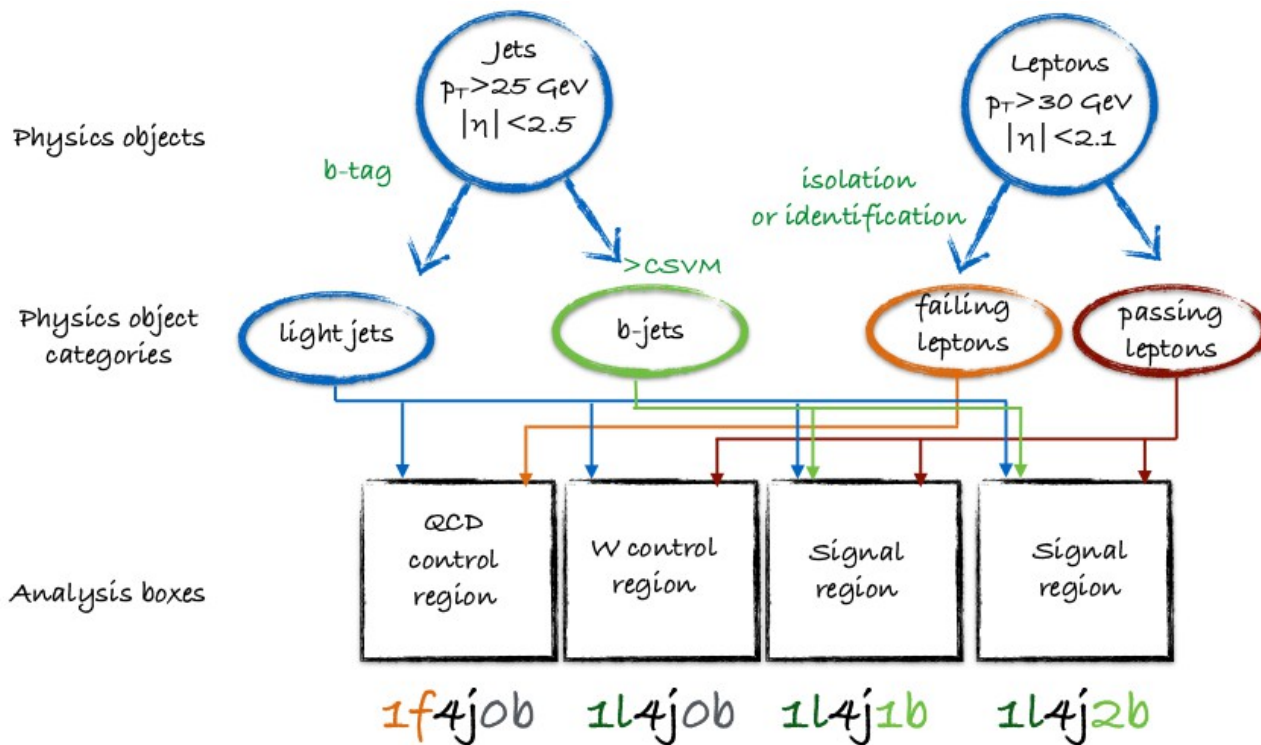 Jets
pT>25 GeV
|η|<2.5
Leptons
pT>30 GeV
|η|<2.1
Physics objects
b-tag
isolation
or identification
>CSVM
Physics object
categories
light jets
b-jets
failing
leptons
passing
leptons
Analysis boxes
QCD
control
region
W control
region
Signal
region
Signal
region
1f4j0b
1l4j0b
1l4j1b
1l4j2b